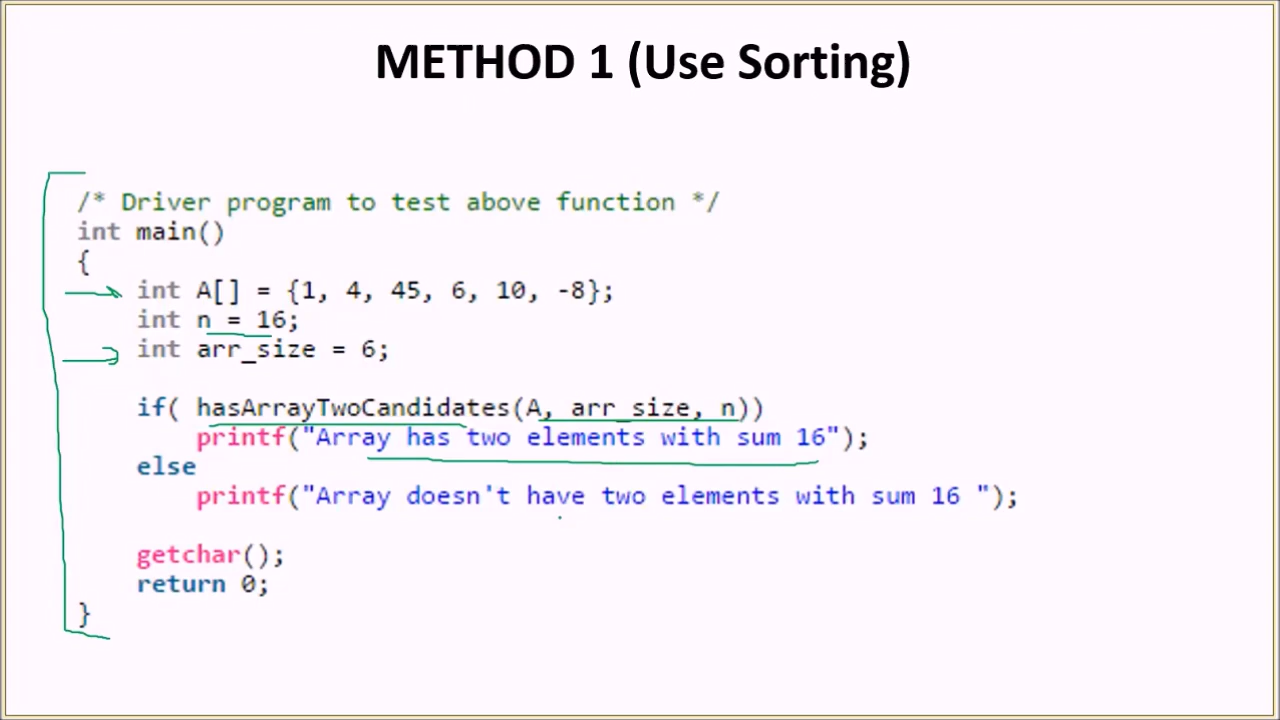 METHOD 1 (Use Sorting)
/* Driver program to test above function */
int main()
{
    int A[] = {1, 4, 45, 6, 10, -8};
    int n = 16;
    int arr_size = 6;
    if( hasArrayTwoCandidates(A, arr_size, n))
        printf("Array has two elements with sum 16");
    else
        printf("Array doesn't have two elements with sum 16 ");
    getchar();
    return 0;
}